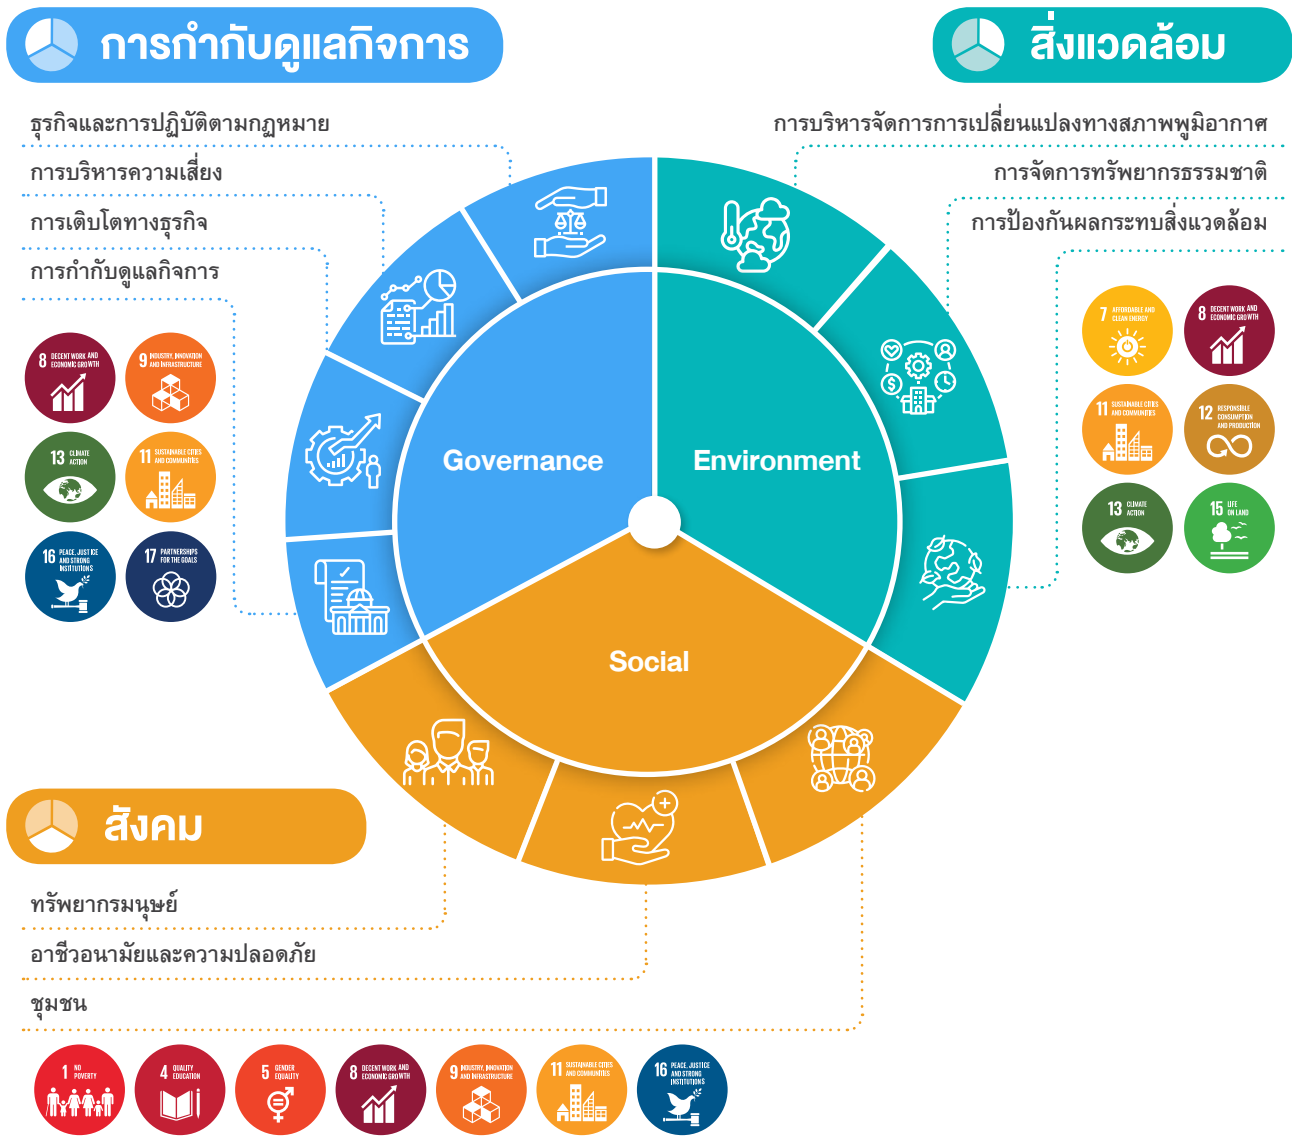 การกำกับดูแลกิจการ
ธุรกิจและการปฏิบัติตามกฏหมาย
การบริหารความเสี่ยง
การเติบโตทางธุรกิจ
การกำกับดูแลกิจการ
8 DECENT WORK AND
ECONOMIC GROWTH
9 INDUSTRY, INNOVATION
AND INFRASTRUCTURE
13 CLIMATE
ACTION
11 SUSTAINABLE CITIES
AND COMMUNITIES
16 PEACE, JUSTICE
AND STRONG
INSTITUTIONS
17 PARTNERSHIPS
FOR THE GOALS
สิ่งแวดล้อม
การบริหารจัดการการเปลี่ยนแปลงทางสภาพพูมิอากาศ
การจัดการทรัพยากรธรรมชาติ
การป้องกันผลกระทบสิ่งแวดล้อม
7 AFFORDABLE AND
CLEAN ENERGY
8 DECENT WORK AND
ECONOMIC GROWTH
11 SUSTAINABLE CITIES
AND COMMUNITIES
12 RESPONSIBLE
CONSUMPTION
AND PRODUCTION
13 CLIMATE
ACTION
15 LIFE
ON LAND
Governance
Environment
Social
สังคม
ทรัพยากรมนุษย์
อาชีวอนามัยและความปลอดภัย
ชุมชน
1 NO
POVERTY
4 QUALITY
EDUCATION
5 GENDER
EQUALITY
8 DECENT WORK AND
ECONOMIC GROWTH
9 INDUSTRY, INNOVATION
AND INFRASTRUCTURE
11 SUSTAINABLE CITIES
AND COMMUNITIES
16 PEACE, JUSTICE
AND STRONG
INSTITUTIONS